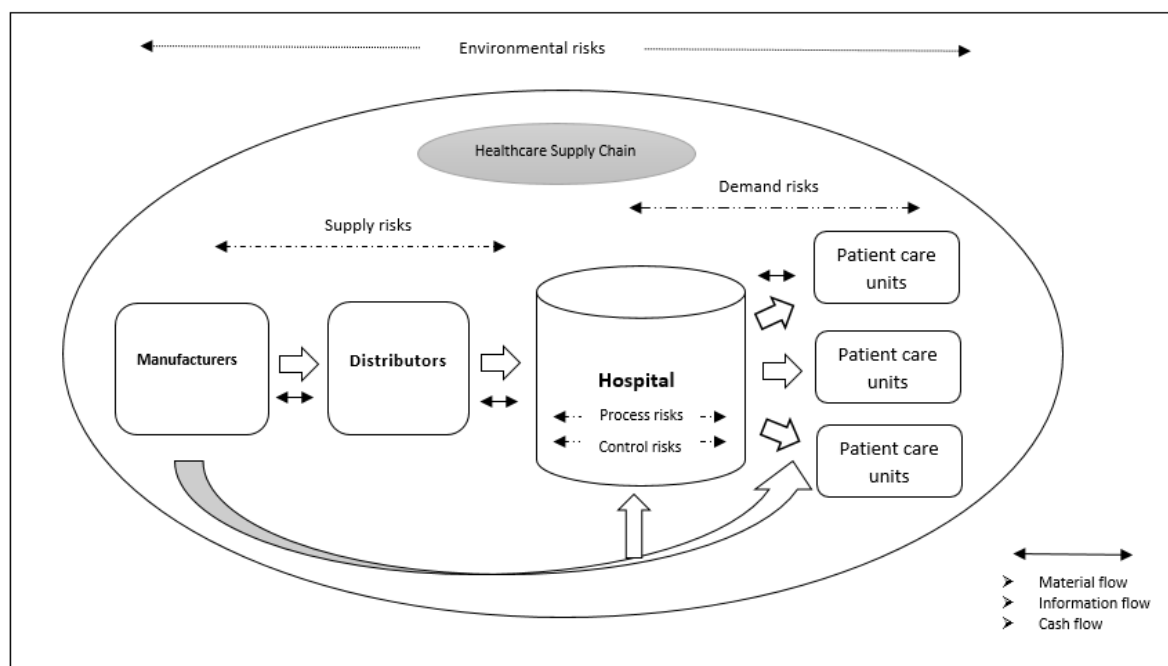 Environmental risks
Healthcare Supply Chain
Demand risks
Supply risks
Patient care
units
Manufacturers
Distributors
Hospital
Process risks
Control risks
Patient care
units
Patient care
units
Material flow
Information flow
Cash flow